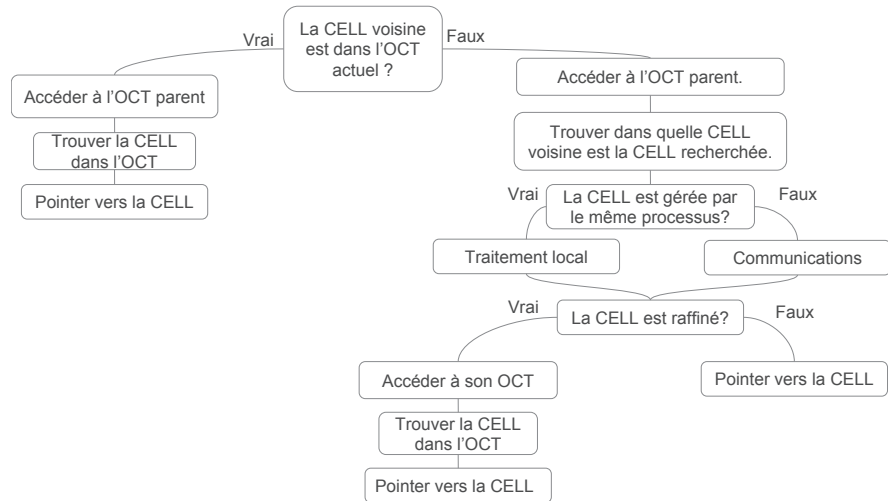 La CELL voisine
est dans l’OCT
actuel ?
Vrai
Faux
Accéder à l’OCT parent
Trouver la CELL
dans l’OCT
Pointer vers la CELL
Accéder à l’OCT parent.
Trouver dans quelle CELL
voisine est la CELL recherchée.
La CELL est gérée par
le même processus?
Vrai
Faux
Traitement local
Communications
La CELL est raffiné?
Vrai
Faux
Accéder à son OCT
Trouver la CELL
dans l’OCT
Pointer vers la CELL
Pointer vers la CELL